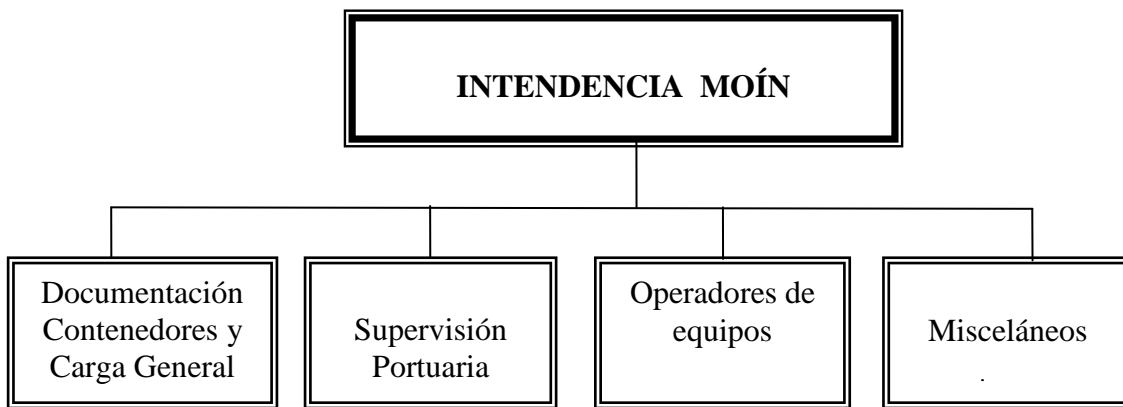 INTENDENCIA MOÍN
Documentación
Contenedores y
Carga General
Supervisión
Portuaria
Operadores de
equipos
Misceláneos
.